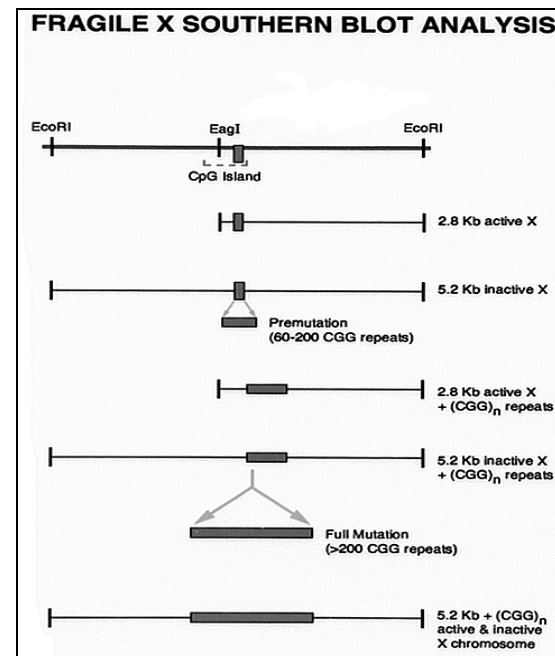 FRAGILE X SOUTHERN BLOT ANALYSIS
EcoRI EagI EcoRI
CpG Island
2.8 Kb active X
5.2 Kb inactive X
Premutation
(60-200 CGG repeats)
2.8 Kb active X
+ (CGG)n repeats
5.2 Kb inactive X
+ (CGG)n repeats
Full Mutation
(>200 CGG repeats)
5.2 Kb + (CGG)n
active & inactive
X chromosome